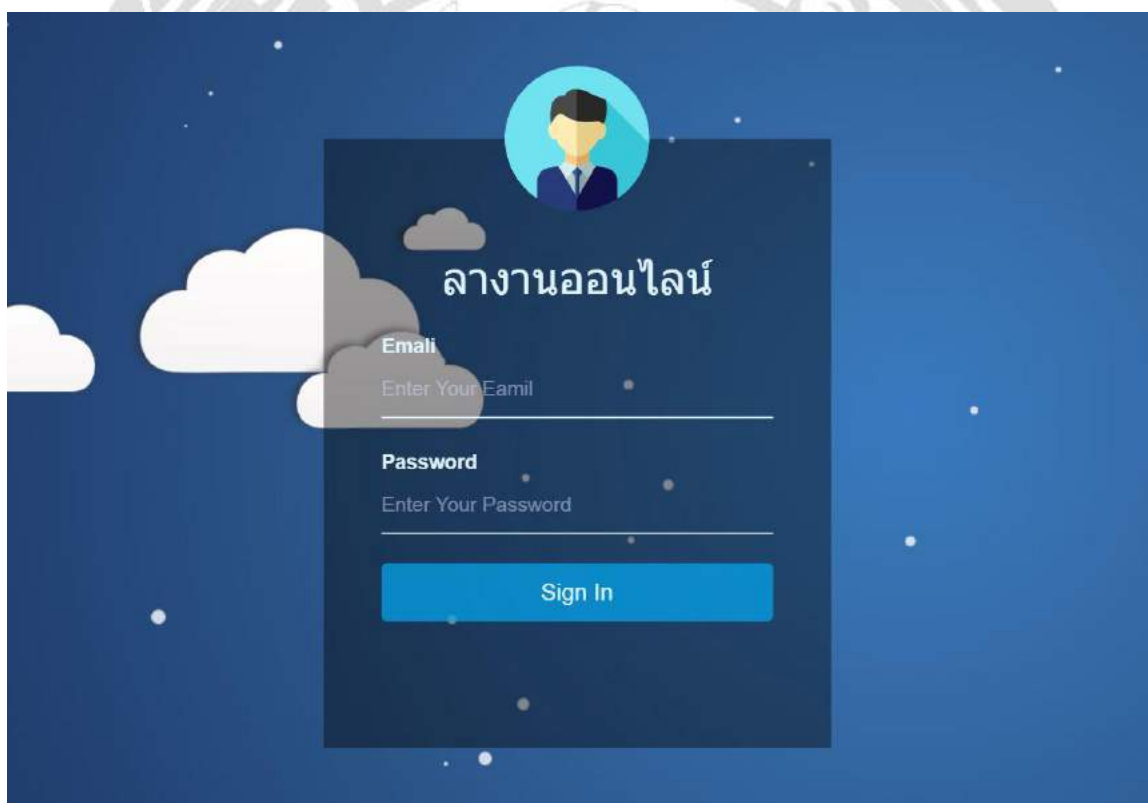 ลางานออนไลน์
Emali
Enter Your Eamil
Password
Enter Your Password
Sign In